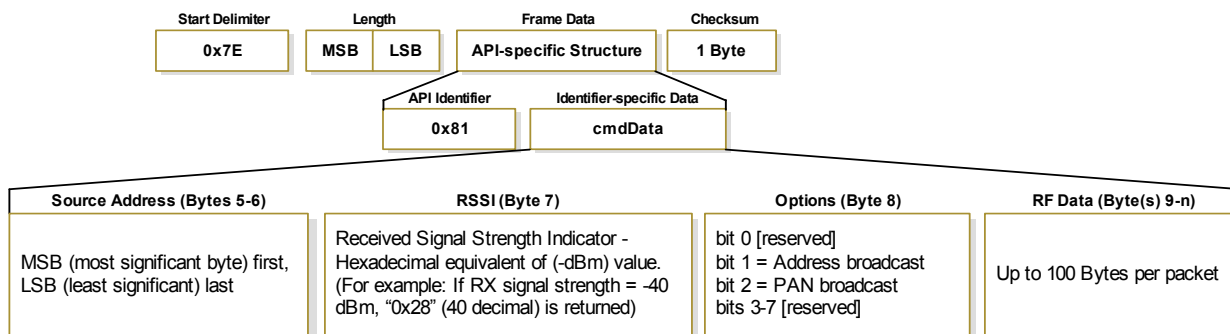 Start Delimiter
Length
Frame Data
Checksum
0x7E
MSB
LSB
API-specific Structure
1 Byte
API Identifier
Identifier-specific Data
0x81
cmdData
Source Address (Bytes 5-6)
MSB (most significant byte) first,
LSB (least significant) last
RSSI (Byte 7)
Received Signal Strength Indicator -
Hexadecimal equivalent of (-dBm) value.
(For example: If RX signal strength = -40
dBm, “0x28” (40 decimal) is returned)
Options (Byte 8)
bit 0 [reserved]
bit 1 = Address broadcast
bit 2 = PAN broadcast
bits 3-7 [reserved]
RF Data (Byte(s) 9-n)
Up to 100 Bytes per packet